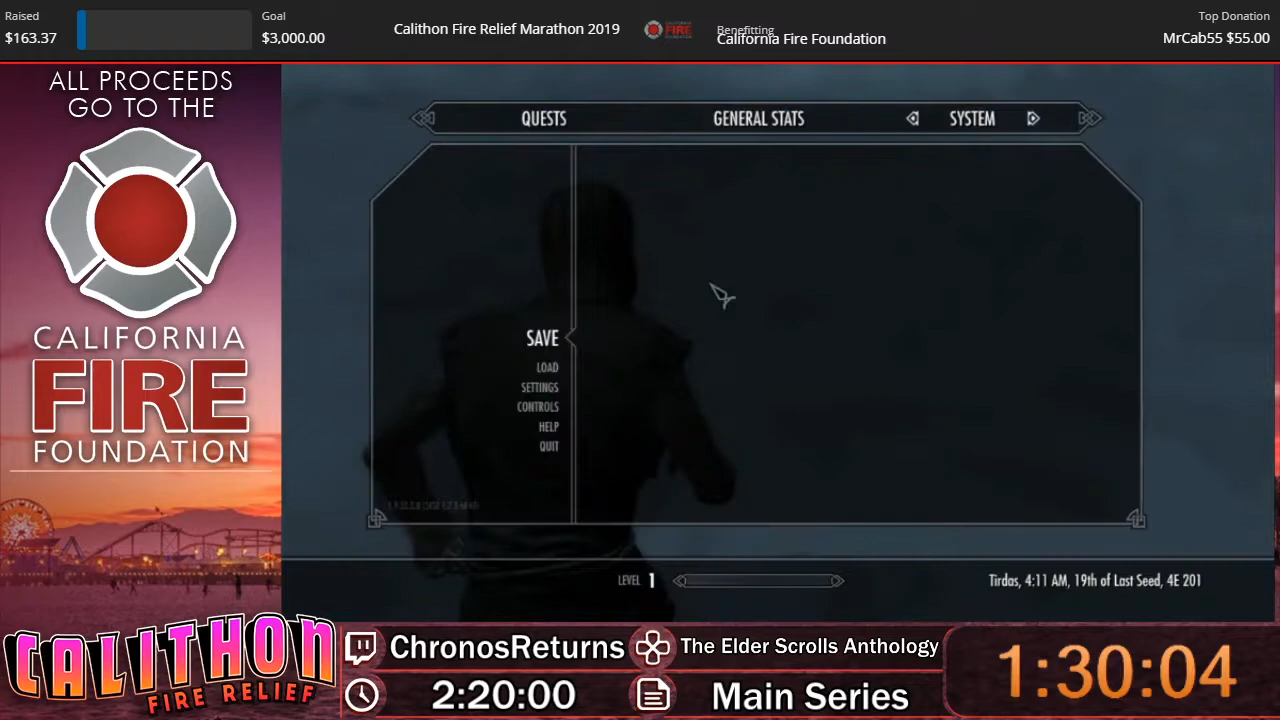 Raised
$163.37
Goal
$3,000.00
Calithon Fire Relief Marathon 2019
CALIFORNIA
FIRE
Benefitting
California Fire Foundation
Top Donation
MrCab55 $55.00
ALL PROCEEDS
GO TO THE
CALIFORNIA
FIRE
FOUNDATION
CALITHON
FIRE RELIEF
QUESTS
GENERAL STATS
SYSTEM
SAVE
LOAD
SETTINGS
CONTROLS
HELP
QUIT
LEVEL 1
Tirdas, 4:11 AM, 19th of Last Seed, 4E 201
ChronosReturns
The Elder Scrolls Anthology
2:20:00
Main Series
1:30:04